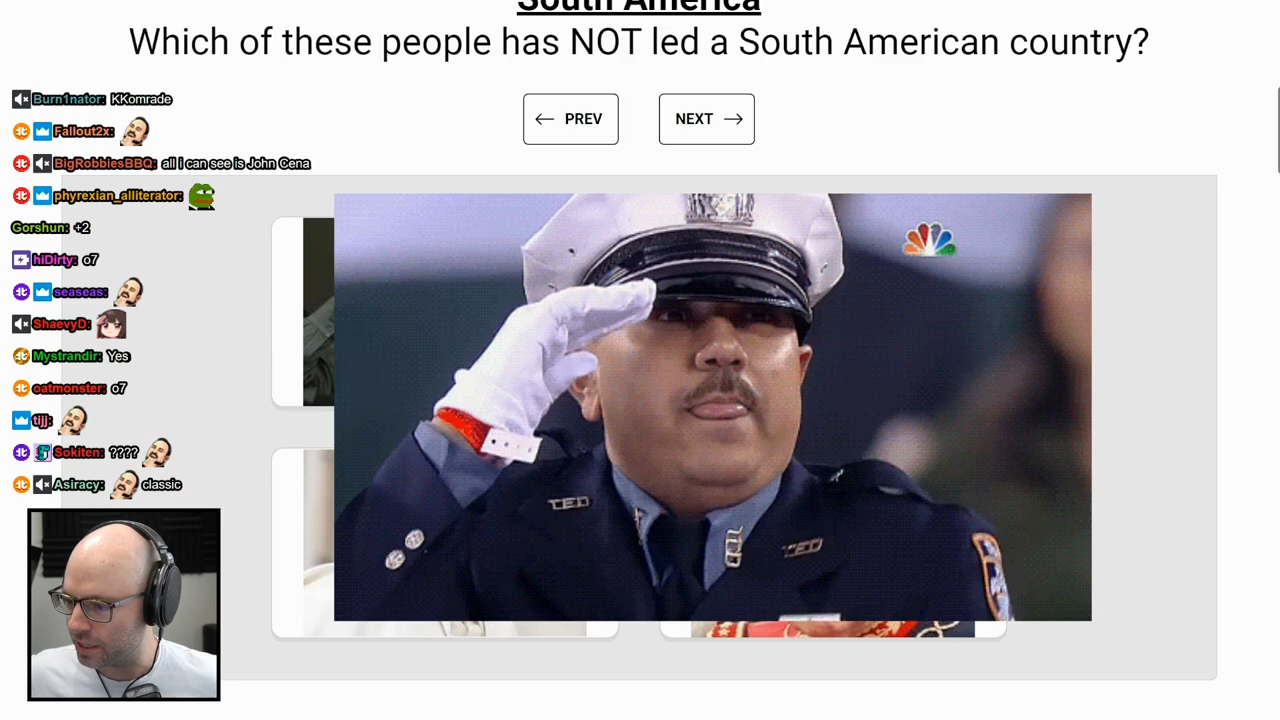 South America
Which of these people has NOT led a South American country?
← PREV
NEXT →
Burn1nator: KKomrade
Fallout2x:
BigRobbiesBBQ: all i can see is John Cena
phyrexian_alliterator:
Gorshun: +2
hiDirty: o7
seaseas:
ShaevyD:
Mystrandir: Yes
oatmonster: o7
tijj:
Sokiten: ????
Asiracy: classic
TED
TED